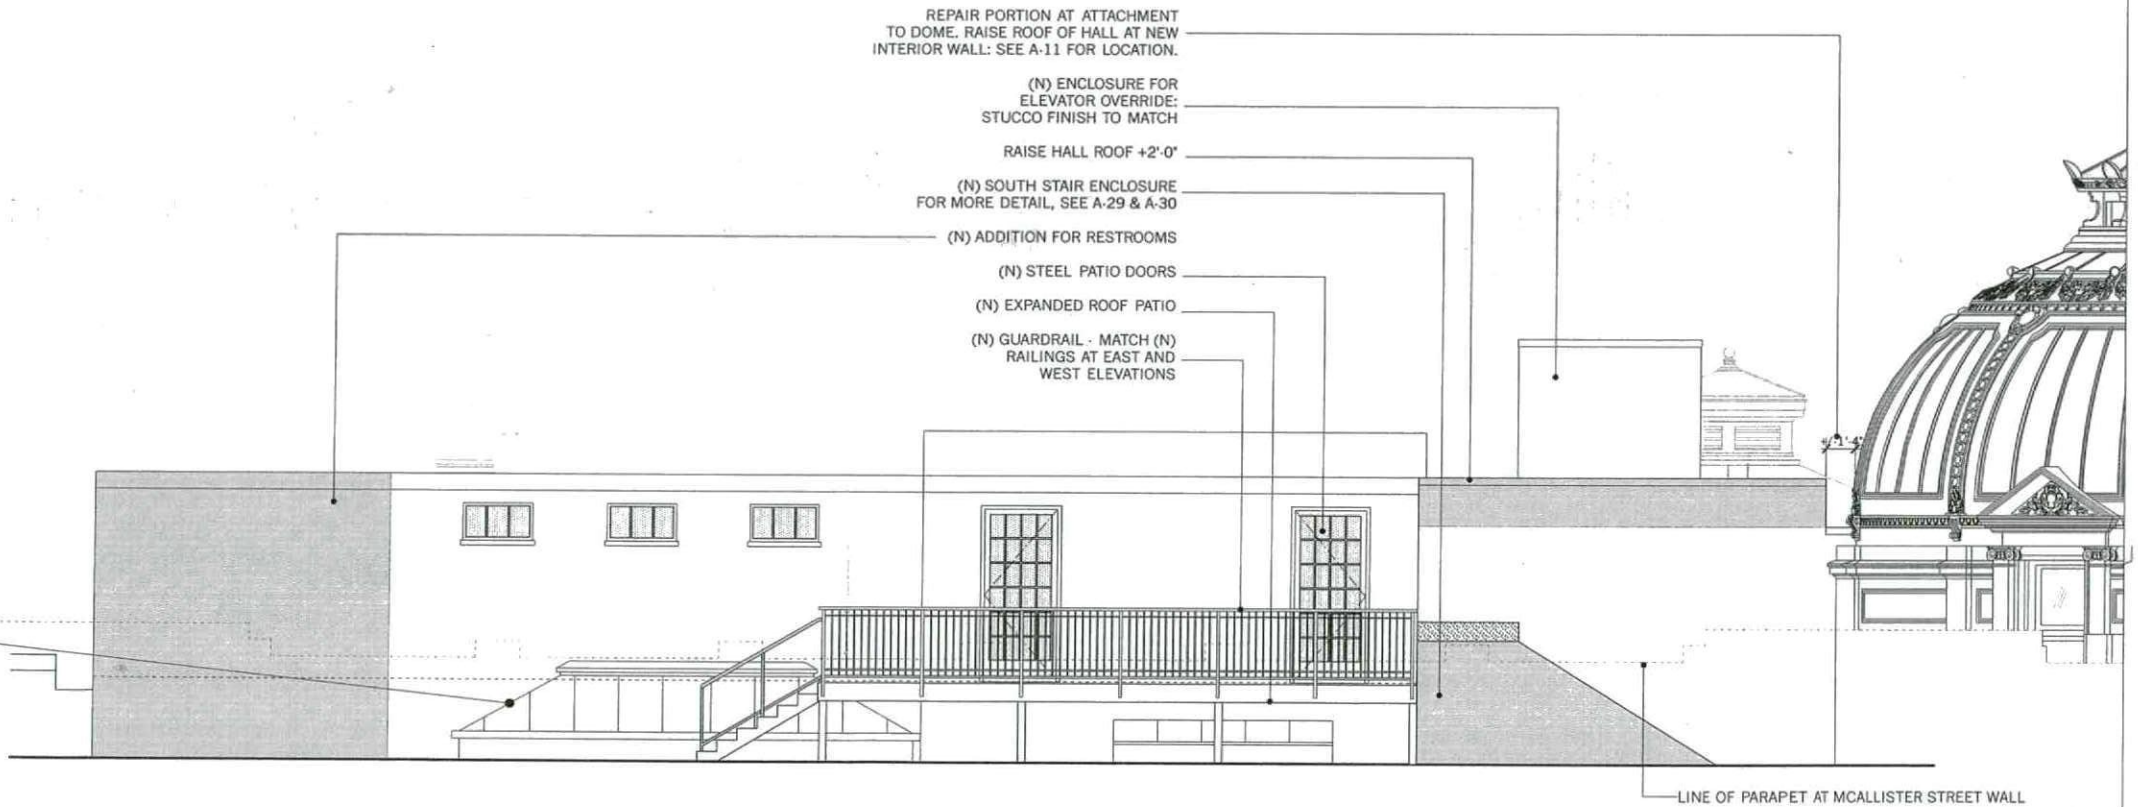 REPAIR PORTION AT ATTACHMENT
TO DOME. RAISE ROOF OF HALL AT NEW
INTERIOR WALL: SEE A-11 FOR LOCATION.
(N) ENCLOSURE FOR
ELEVATOR OVERRIDE:
STUCCO FINISH TO MATCH
RAISE HALL ROOF +2'-0"
(N) SOUTH STAIR ENCLOSURE
FOR MORE DETAIL, SEE A-29 & A-30
(N) ADDITION FOR RESTROOMS
(N) STEEL PATIO DOORS
(N) EXPANDED ROOF PATIO
(N) GUARDRAIL - MATCH (N)
RAILINGS AT EAST AND
WEST ELEVATIONS
+/-1'-4"
LINE OF PARAPET AT MCALLISTER STREET WALL